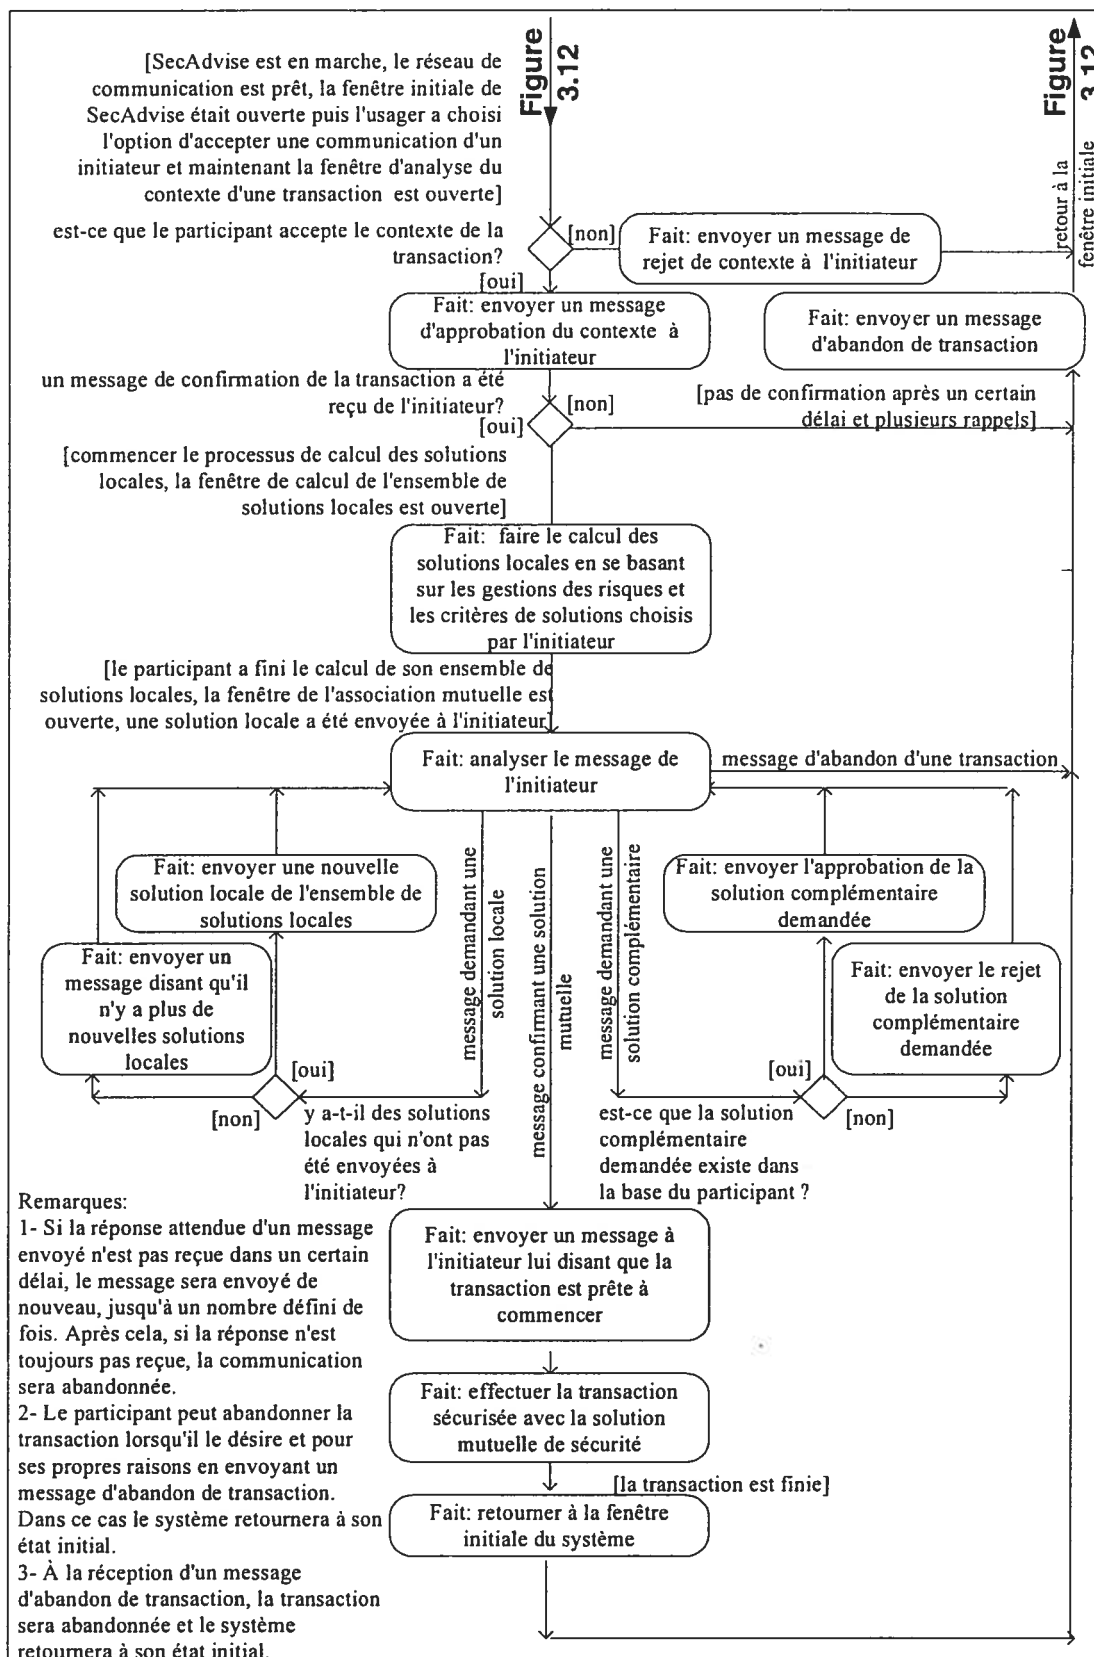 Figure
3.12
Figure
3.12
[SecAdvise est en marche, le réseau de
communication est prêt, la fenêtre initiale de
SecAdvise était ouverte puis l'usager a choisi
l'option d'accepter une communication d'un
initiateur et maintenant la fenêtre d'analyse du
contexte d'une transaction est ouverte]
retour à la
fenêtre initiale
est-ce que le participant accepte le contexte de la
transaction?
[non]
Fait: envoyer un message de
rejet de contexte à l'initiateur
[oui]
Fait: envoyer un message
d'approbation du contexte à
l'initiateur
Fait: envoyer un message
d'abandon de transaction
un message de confirmation de la transaction a été
reçu de l'initiateur?
[non]
[oui]
[pas de confirmation après un certain
délai et plusieurs rappels]
[commencer le processus de calcul des solutions
locales, la fenêtre de calcul de l'ensemble de
solutions locales est ouverte]
Fait: faire le calcul des
solutions locales en se basant
sur les gestions des risques et
les critères de solutions choisis
par l'initiateur
[le participant a fini le calcul de son ensemble de
solutions locales, la fenêtre de l'association mutuelle est
ouverte, une solution locale a été envoyée à l'initiateur]
Fait: analyser le message de
l'initiateur
message d'abandon d'une transaction
Fait: envoyer une nouvelle
solution locale de l'ensemble de
solutions locales
Fait: envoyer un
message disant qu'il
n'y a plus de
nouvelles solutions
locales
message demandant une
solution locale
message confirmant une solution
mutuelle
message demandant une
solution complémentaire
Fait: envoyer l'approbation de la
solution complémentaire
demandée
Fait: envoyer le rejet
de la solution
complémentaire
demandée
[oui]
[non]
y a-t-il des solutions
locales qui n'ont pas
été envoyées à
l'initiateur?
[oui]
[non]
est-ce que la solution
complémentaire
demandée existe dans
la base du participant ?
Fait: envoyer un message à
l'initiateur lui disant que la
transaction est prête à
commencer
Fait: effectuer la transaction
sécurisée avec la solution
mutuelle de sécurité
[la transaction est finie]
Fait: retourner à la fenêtre
initiale du système
Remarques:
1- Si la réponse attendue d'un message
envoyé n'est pas reçue dans un certain
délai, le message sera envoyé de
nouveau, jusqu'à un nombre défini de
fois. Après cela, si la réponse n'est
toujours pas reçue, la communication
sera abandonnée.
2- Le participant peut abandonner la
transaction lorsqu'il le désire et pour
ses propres raisons en envoyant un
message d'abandon de transaction.
Dans ce cas le système retournera à son
état initial.
3- À la réception d'un message
d'abandon de transaction, la transaction
sera abandonnée et le système
retournera à son état initial.